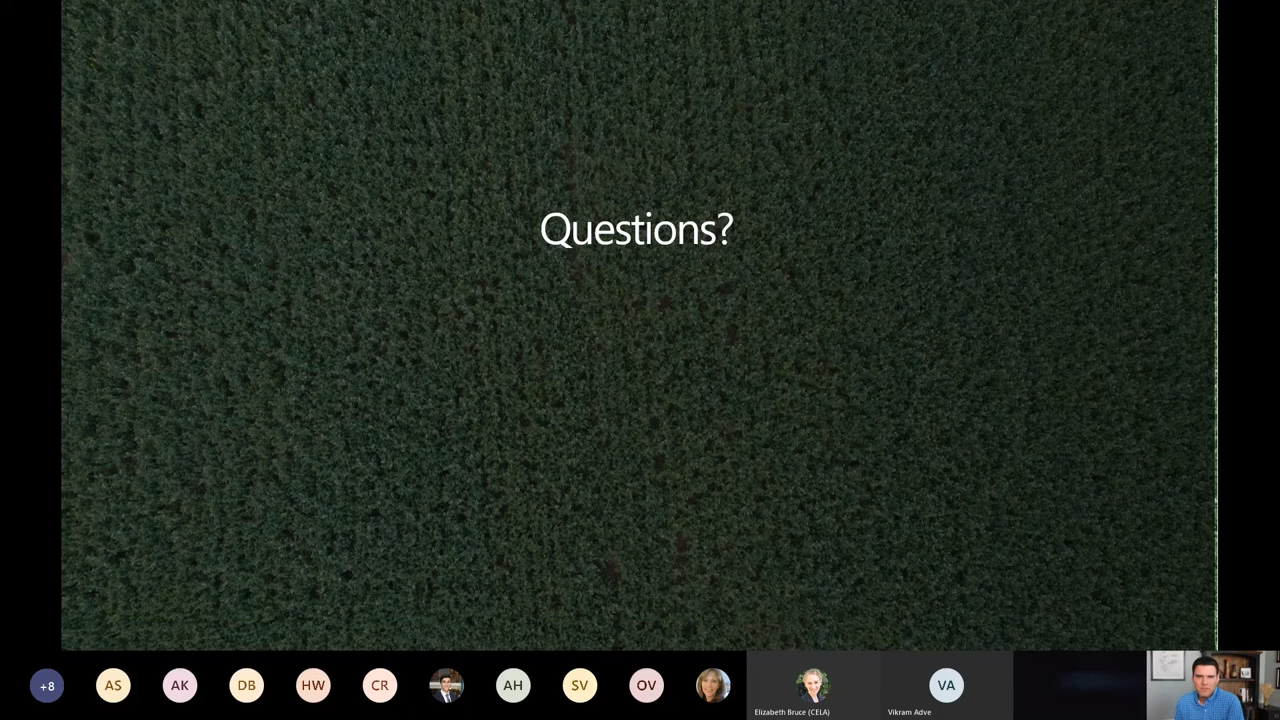 Questions?
+8
AS
AK
DB
HW
CR
AH
SV
OV
VA
Elizabeth Bruce (CELA)
Vikram Adve